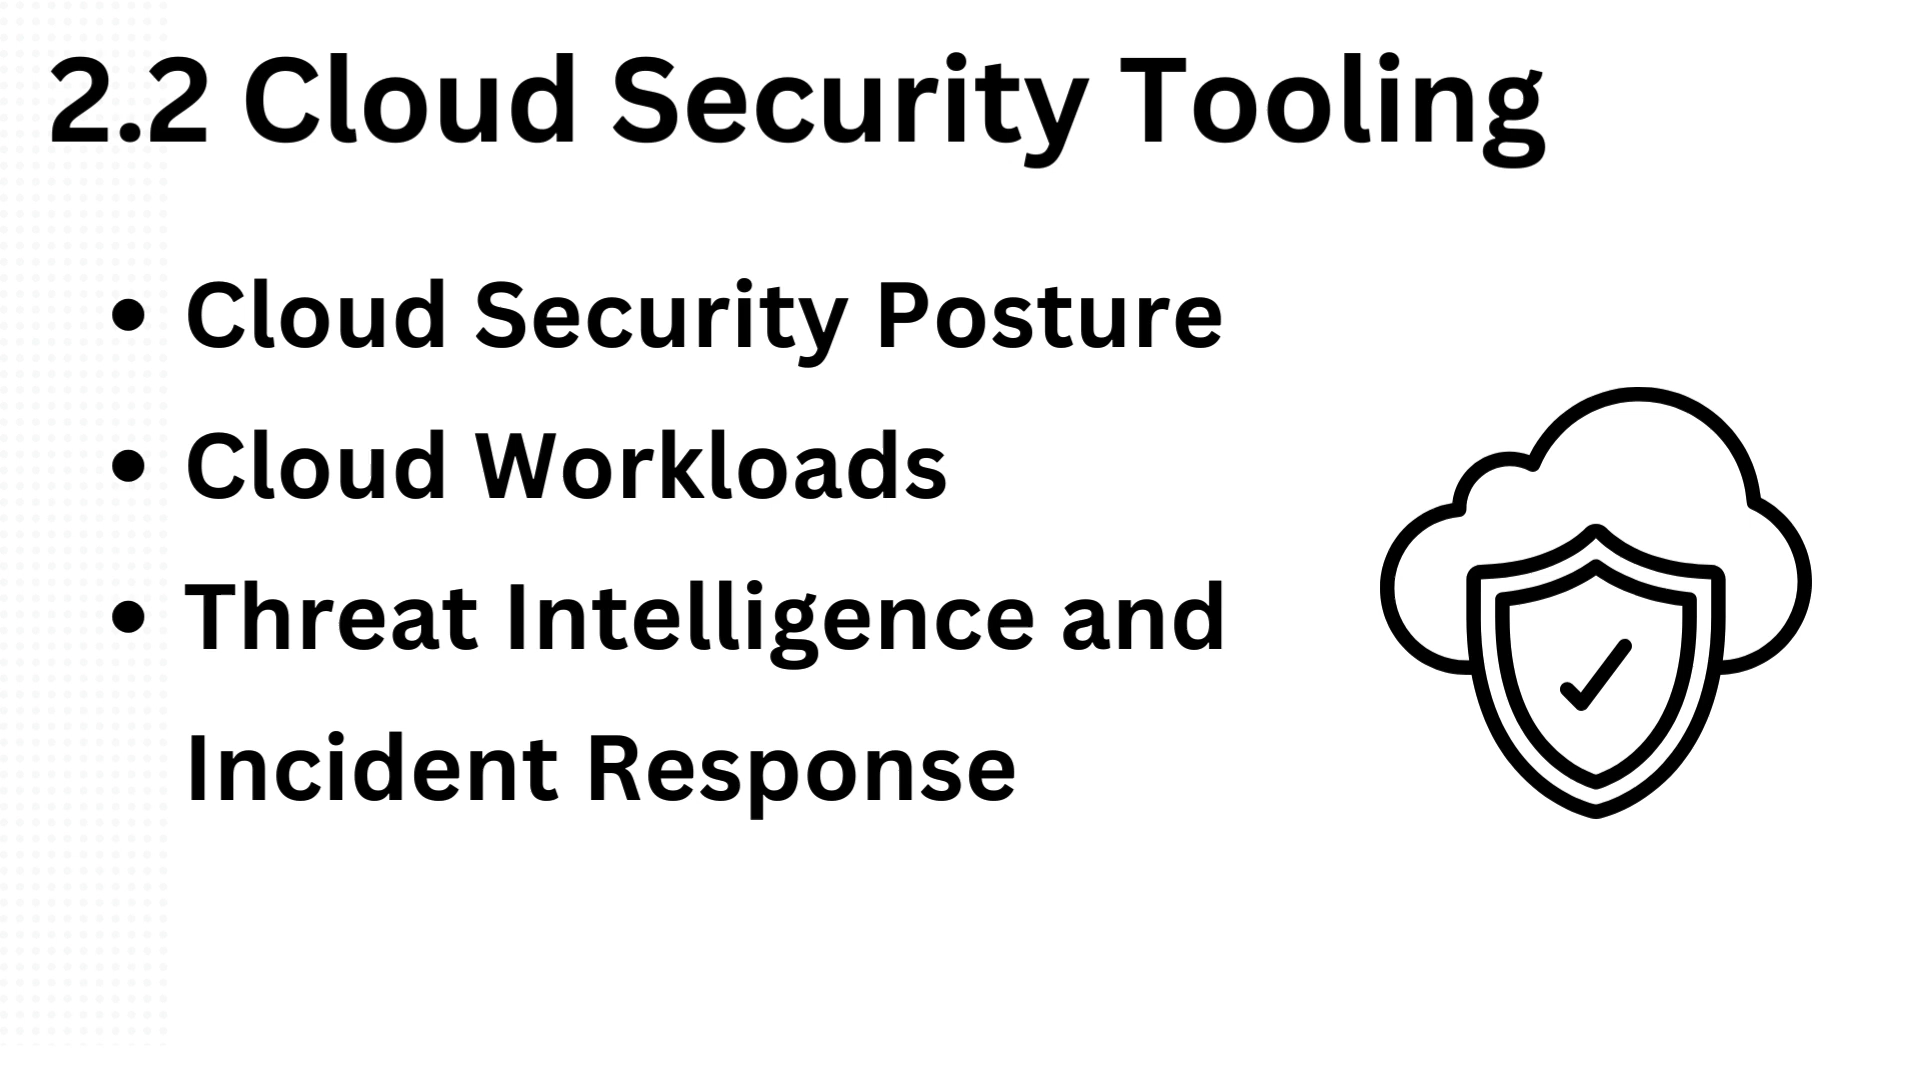 2.2 Cloud Security Tooling
• Cloud Security Posture
• Cloud Workloads
• Threat Intelligence and
Incident Response